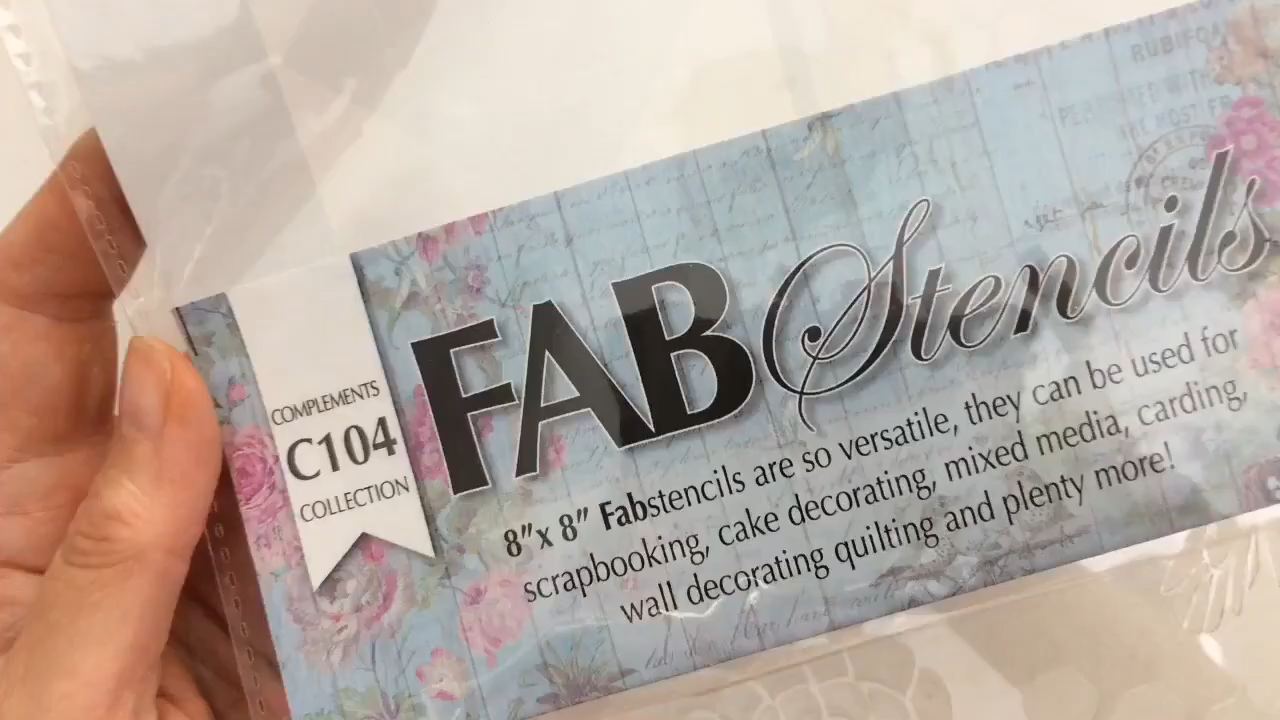 RUBIFOA
COMPLEMENTS
C104
COLLECTION
FAB Stencils
8"x 8" Fabstencils are so versatile, they can be used for
scrapbooking, cake decorating, mixed media, carding,
wall decorating quilting and plenty more!